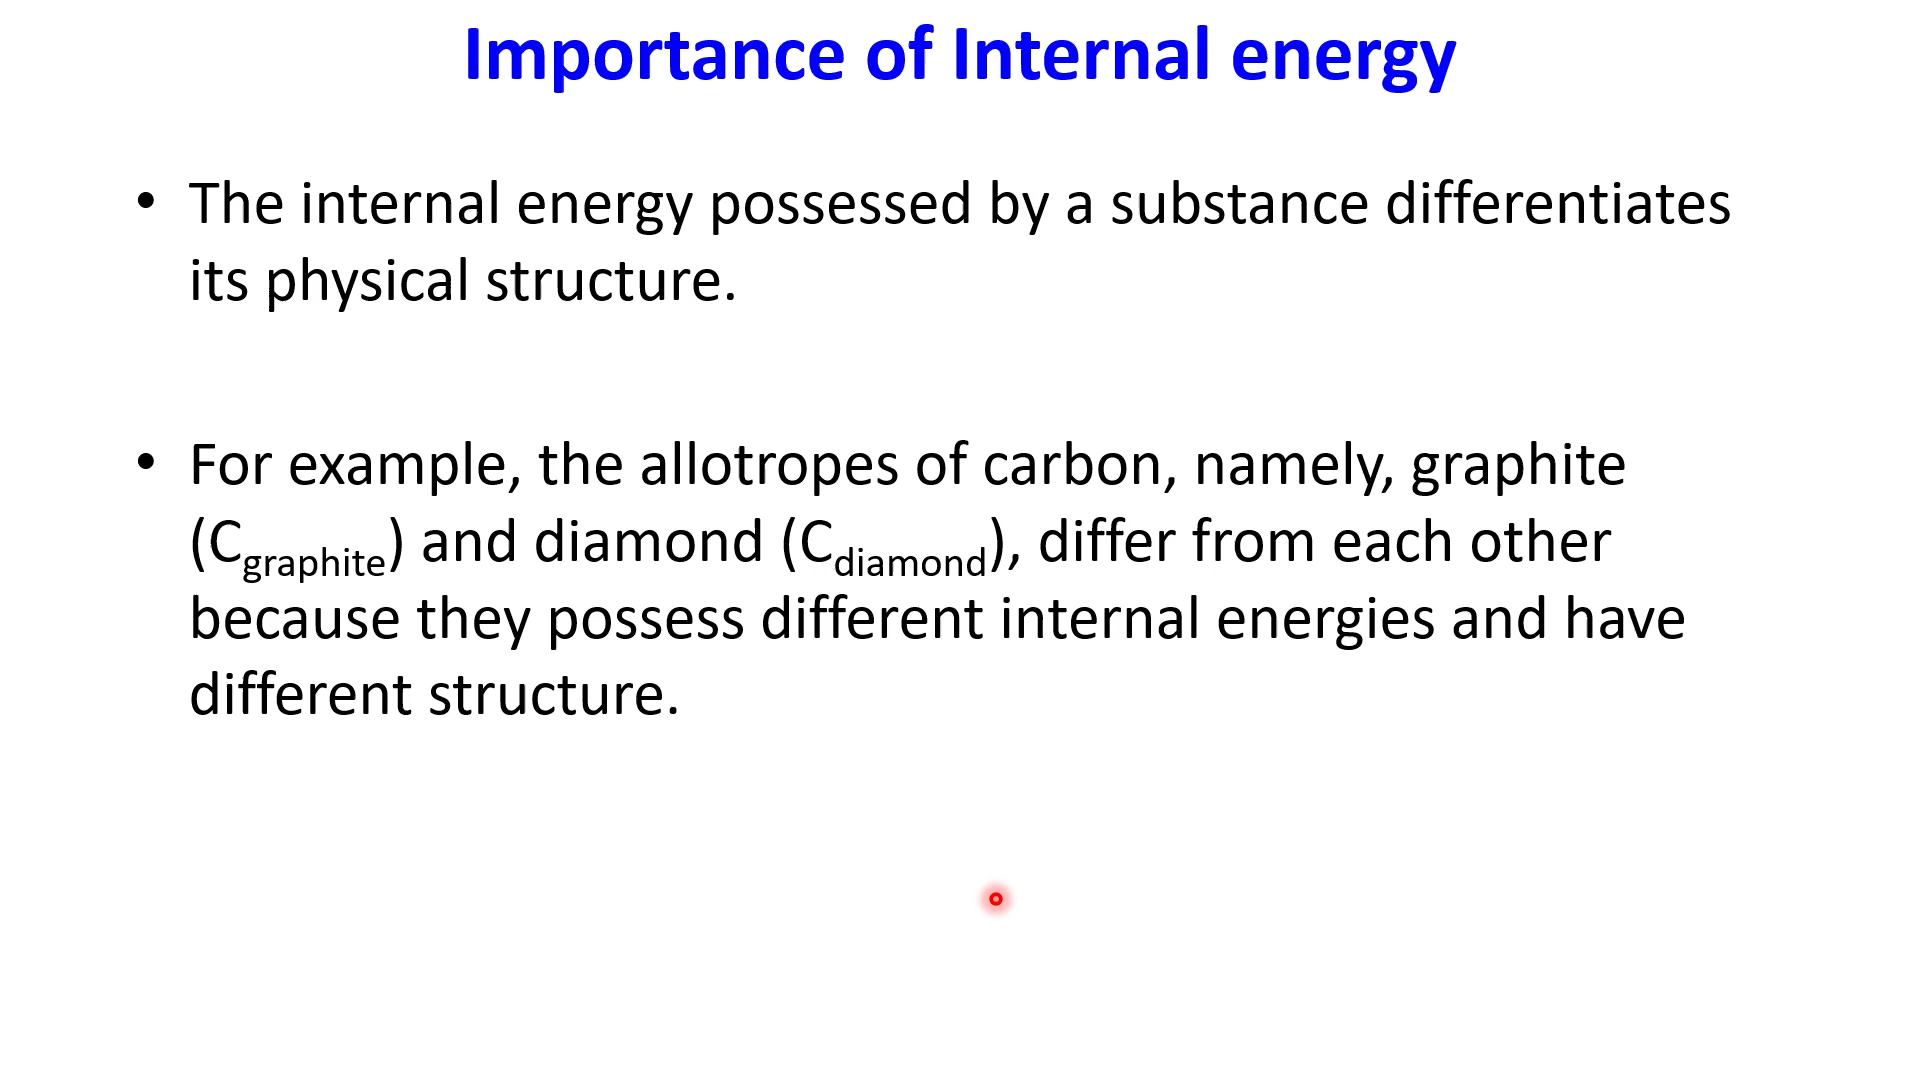 Importance of Internal energy
• The internal energy possessed by a substance differentiates
its physical structure.
• For example, the allotropes of carbon, namely, graphite
(Cgraphite) and diamond (Cdiamond), differ from each other
because they possess different internal energies and have
different structure.